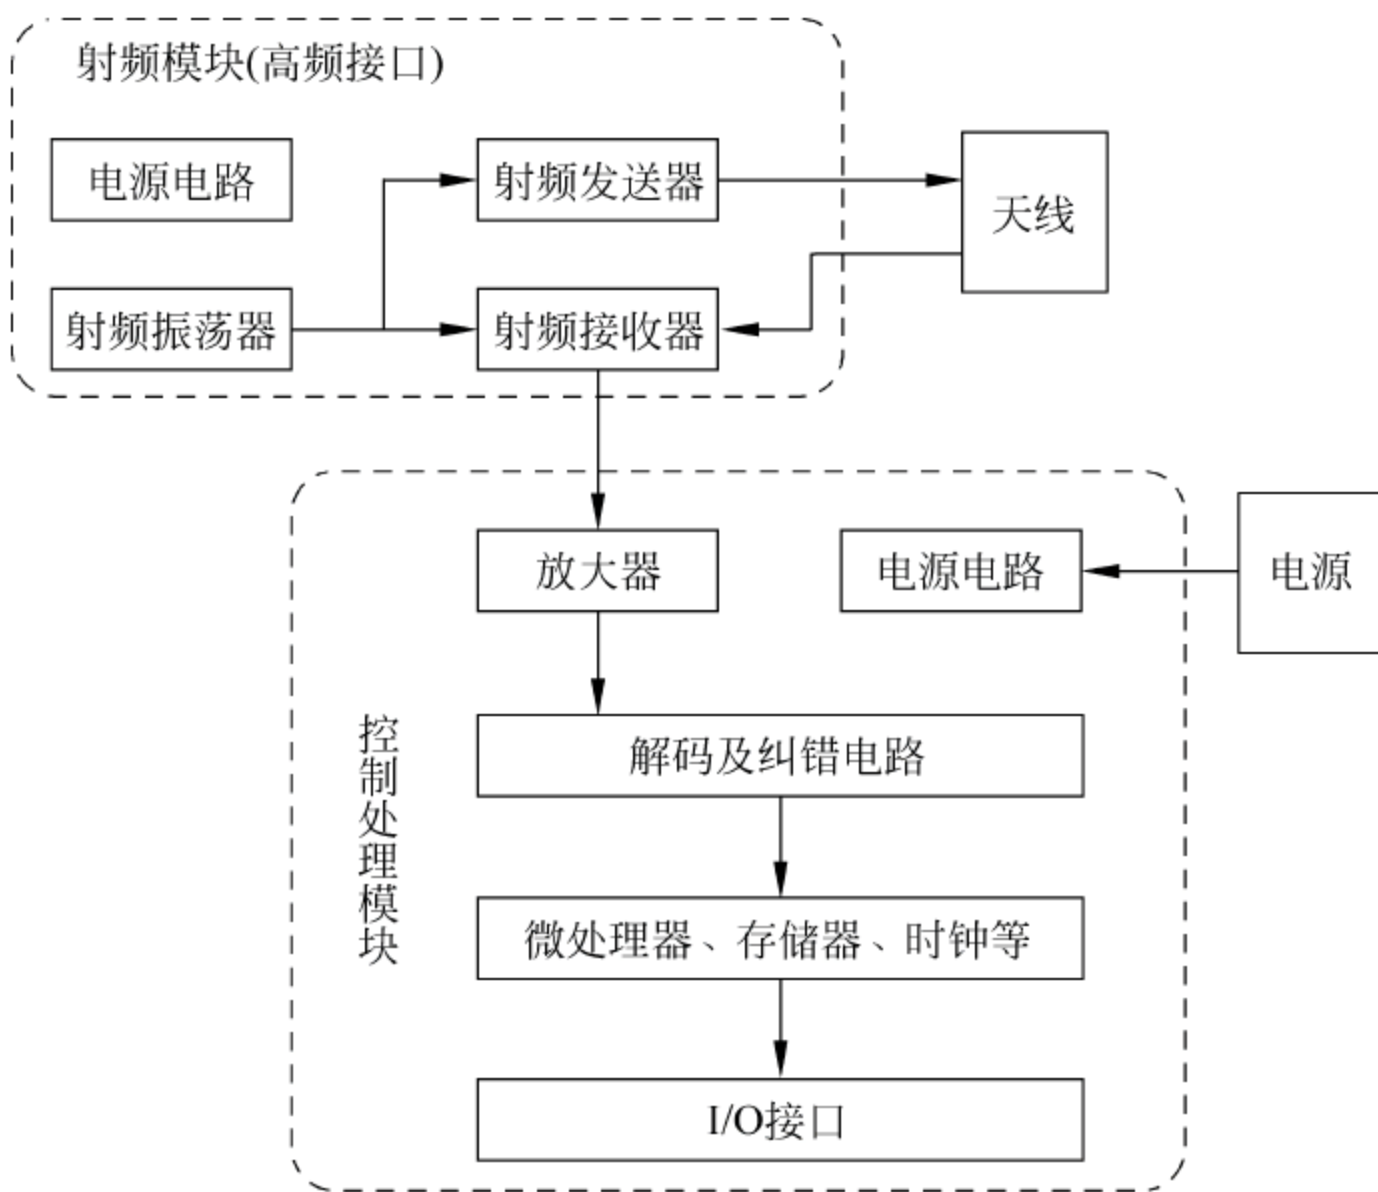 射频模块(高频接口)
电源电路
射频发送器
天线
射频振荡器
射频接收器
放大器
电源电路
电源
控制处理模块
解码及纠错电路
微处理器、存储器、时钟等
I/O接口